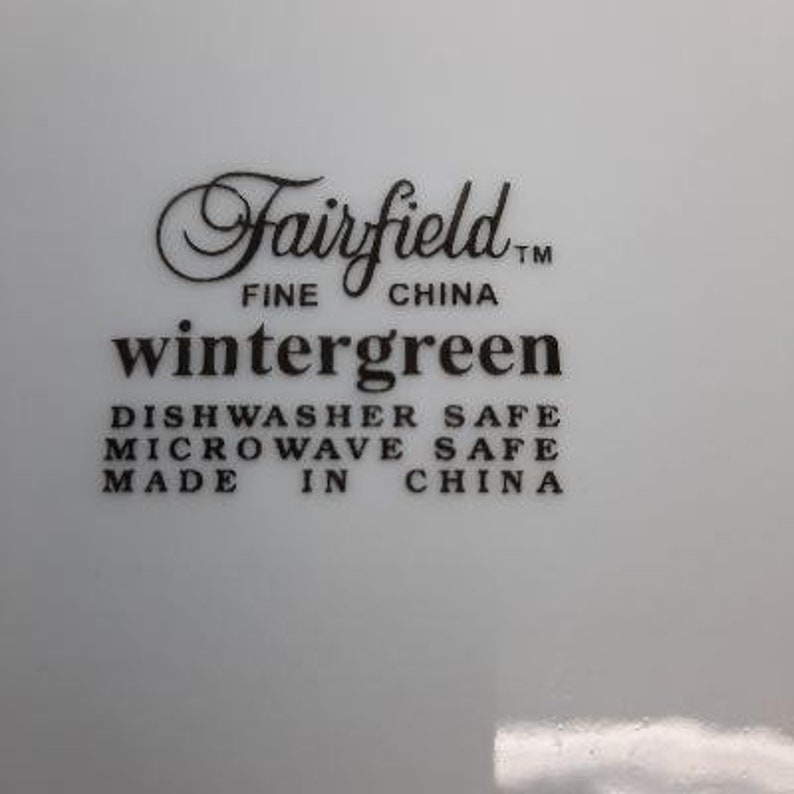 Fairfield™
FINE CHINA
wintergreen
DISHWASHER SAFE
MICROWAVE SAFE
MADE IN CHINA